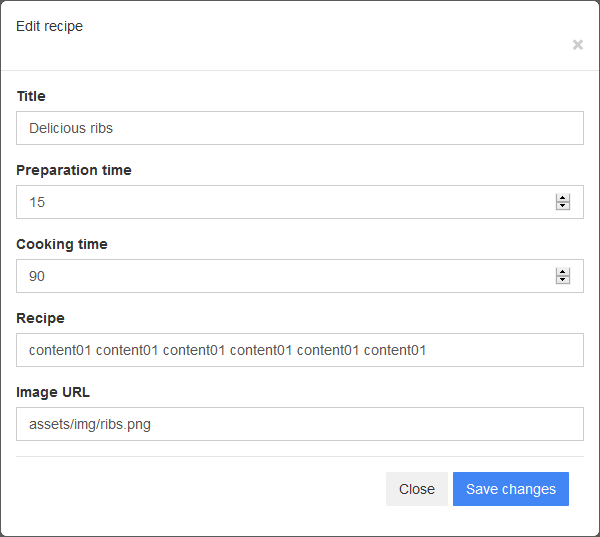 Edit recipe
×
Title
Delicious ribs
Preparation time
15
Cooking time
90
Recipe
content01 content01 content01 content01 content01 content01
Image URL
assets/img/ribs.png
Close Save changes